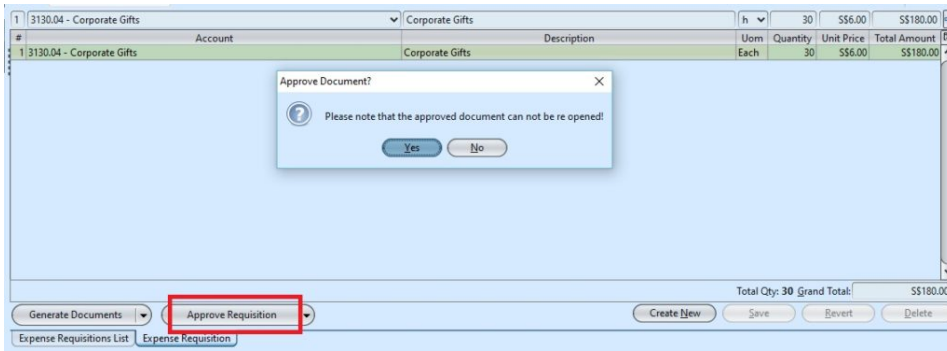 1 3130.04 - Corporate Gifts Corporate Gifts h 30 S$6.00 S$180.00
# Account Description Uom Quantity Unit Price Total Amount
1 3130.04 - Corporate Gifts Corporate Gifts Each 30 S$6.00 S$180.00
Approve Document?
Please note that the approved document can not be re opened!
Yes No
Total Qty: 30 Grand Total: S$180.00
Generate Documents Approve Requisition Create New Save Revert Delete
Expense Requisitions List Expense Requisition